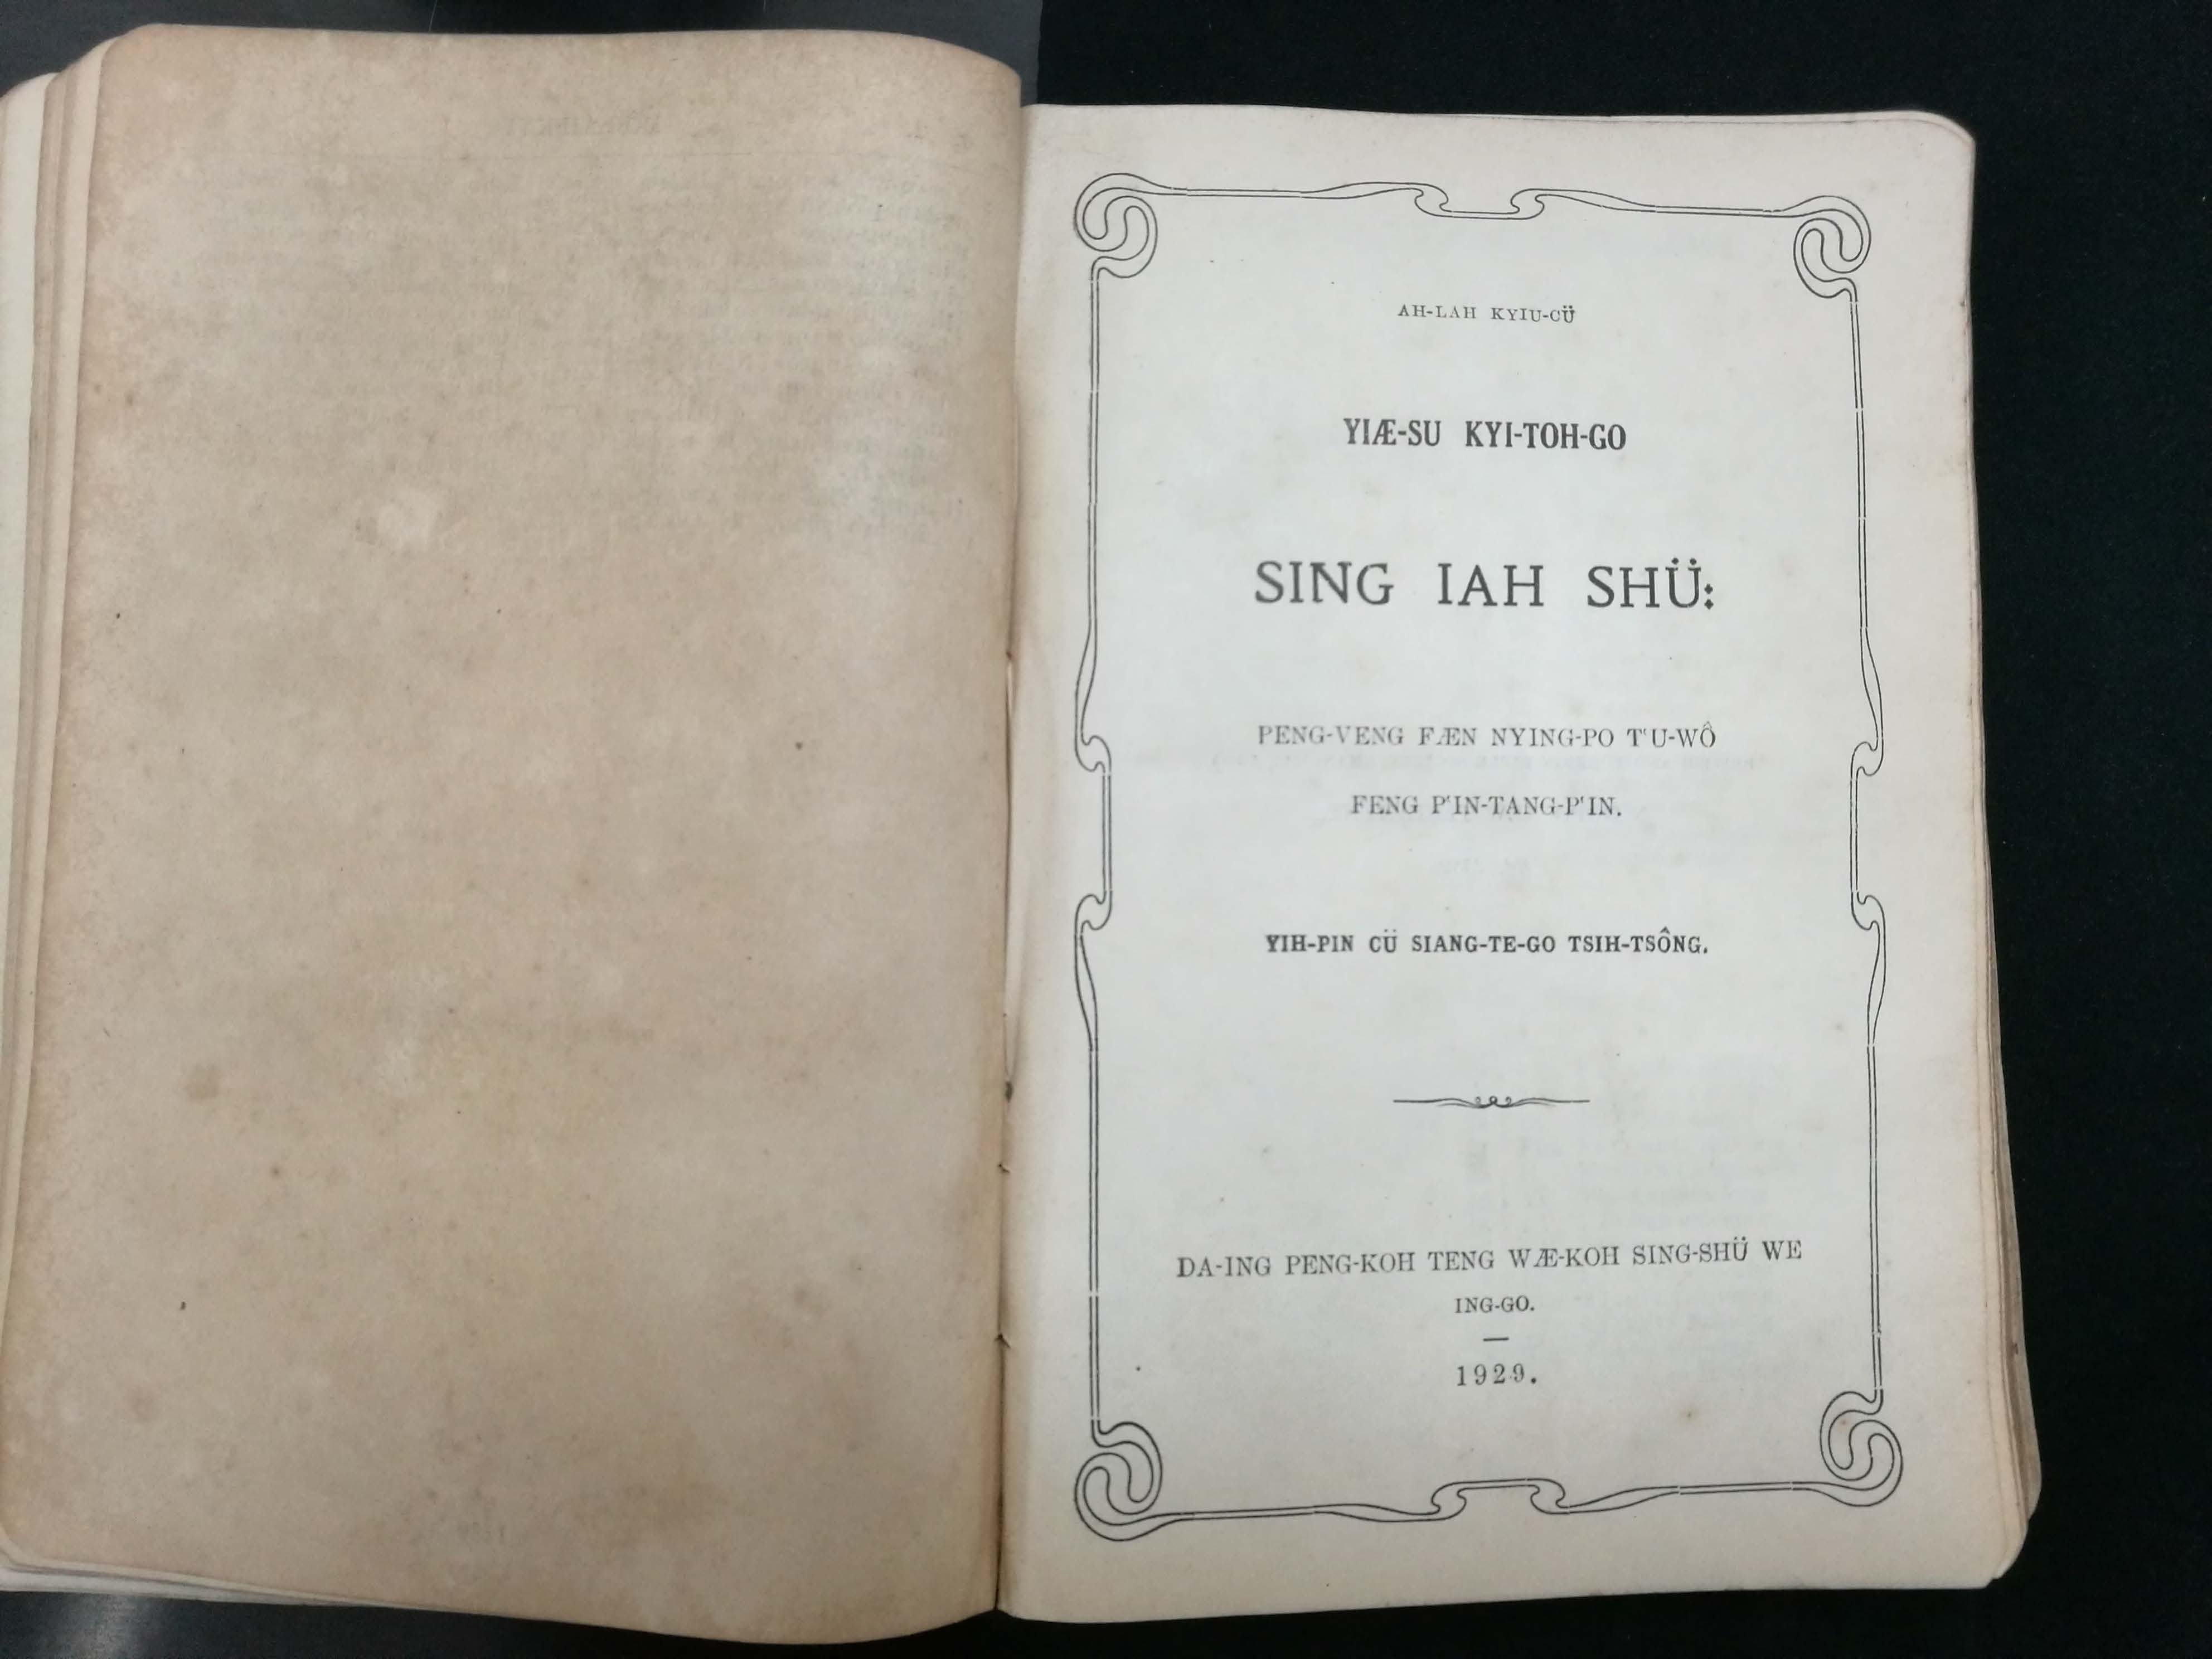 AH-LAH KYIU-CÜ
YIÆ-SU KYI-TOH-GO
SING IAH SHÜ:
PENG-VENG FÆN NYING-PO T'U-WÔ
FENG P'IN-TANG-P'IN.
YIH-PIN CÜ SIANG-TE-GO TSIH-TSÔNG.
DA-ING PENG-KOH TENG WÆ-KOH SING-SHÜ WE
ING-GO.
1929.